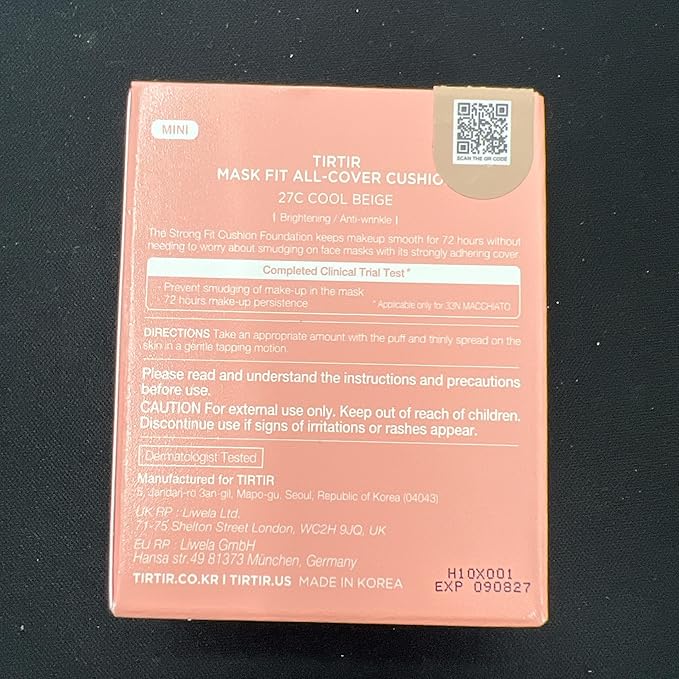 MINI
SCAN THE QR CODE
TIRTIR
MASK FIT ALL-COVER CUSHIO
27C COOL BEIGE
| Brightening / Anti-wrinkle |
The Strong Fit Cushion Foundation keeps makeup smooth for 72 hours without
needing to worry about smudging on face masks with its strongly adhering cover
Completed Clinical Trial Test*
- Prevent smudging of make-up in the mask
- 72 hours make-up persistence
* Applicable only for 33N MACCHIATO
DIRECTIONS Take an appropriate amount with the puff and thinly spread on the
skin in a gentle tapping motion.
Please read and understand the instructions and precautions
before use.
CAUTION For external use only. Keep out of reach of children.
Discontinue use if signs of irritations or rashes appear.
Dermatologist Tested
Manufactured for TIRTIR
5, Jandari-ro 3an-gil, Mapo-gu, Seoul, Republic of Korea (04043)
UK RP : Liwela Ltd.
71-75 Shelton Street London, WC2H 9JQ, UK
EU RP : Liwela GmbH
Hansa str.49 81373 München, Germany
TIRTIR.CO.KR | TIRTIR.US MADE IN KOREA
H10X001
EXP 090827